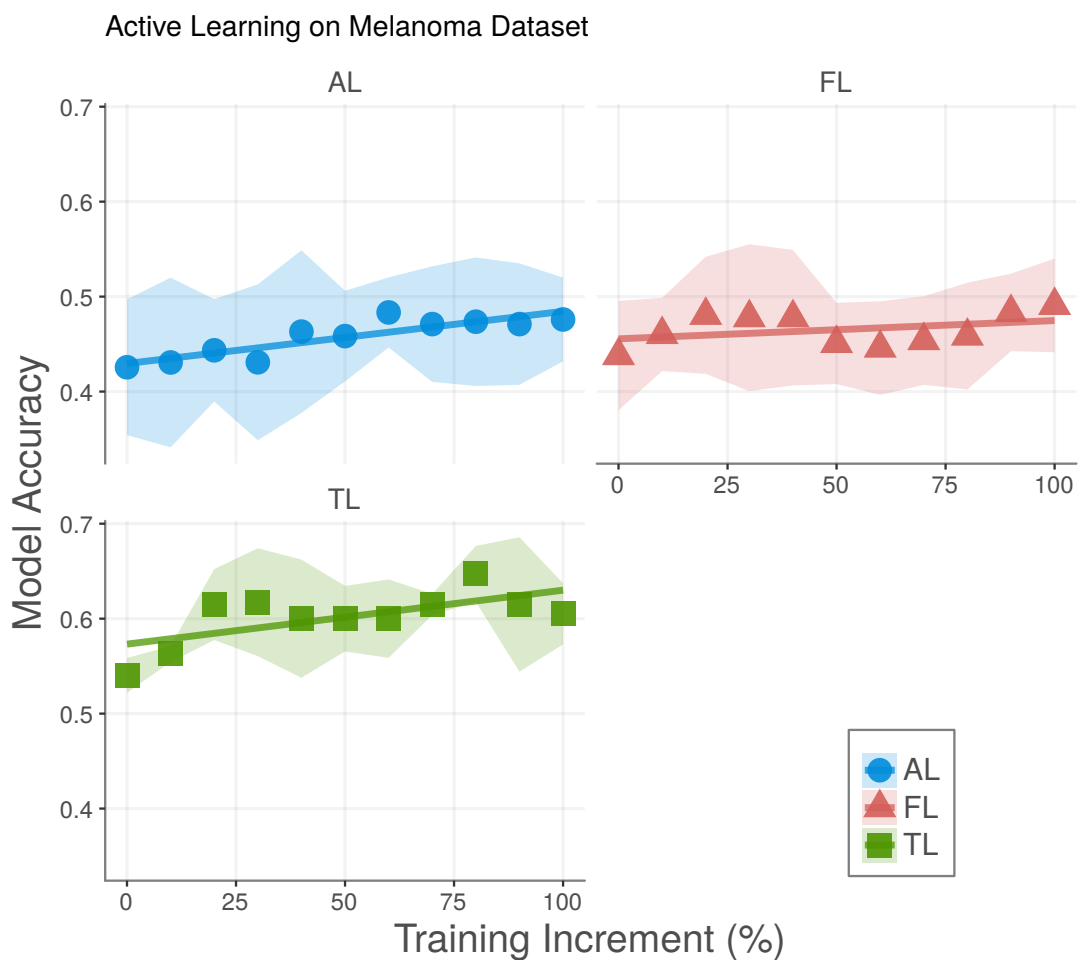 Active Learning on Melanoma Dataset
AL
FL
0.7
0.6
0.5
0.4
0
25
50
75
100
TL
0.7
0.6
0.5
0.4
0
25
50
75
100
Model Accuracy
Training Increment (%)
AL
FL
TL